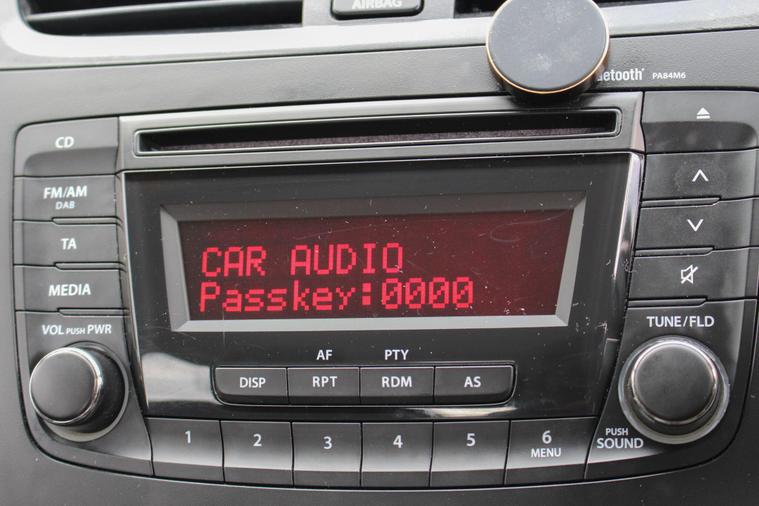 AIRBAG
etooth® PA84M6
CD
FM/AM
DAB
TA
MEDIA
VOL PUSH PWR
CAR AUDIO
Passkey:0000
TUNE/FLD
AF PTY
DISP RPT RDM AS
1 2 3 4 5 6
MENU
PUSH
SOUND